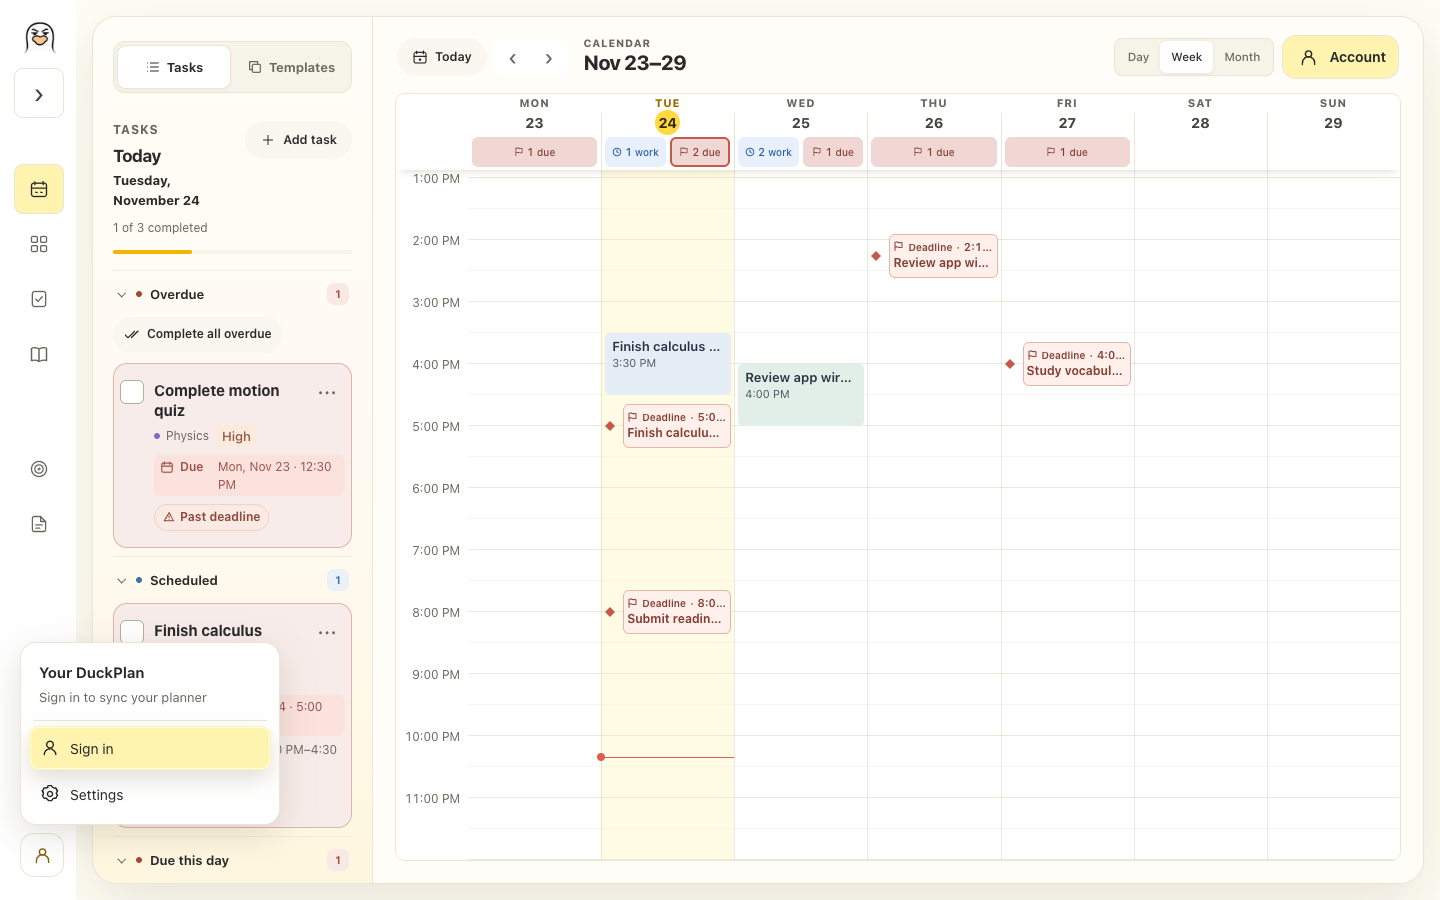 Tasks
Templates
TASKS
Today
Tuesday,
November 24
Add task
1 of 3 completed
Overdue
1
Complete all overdue
Complete motion
quiz
Physics
High
Due
Mon, Nov 23 · 12:30
PM
Past deadline
Scheduled
1
Finish calculus
4 · 5:00
PM–4:30
Your DuckPlan
Sign in to sync your planner
Sign in
Settings
Due this day
1
Today
CALENDAR
Nov 23–29
Day
Week
Month
Account
MON
23
TUE
24
WED
25
THU
26
FRI
27
SAT
28
SUN
29
1 due
1 work
2 due
2 work
1 due
1 due
1 due
1:00 PM
2:00 PM
3:00 PM
4:00 PM
5:00 PM
6:00 PM
7:00 PM
8:00 PM
9:00 PM
10:00 PM
11:00 PM
Finish calculus ...
3:30 PM
Deadline · 5:0...
Finish calculu...
Deadline · 8:0...
Submit readin...
Review app wir...
4:00 PM
Deadline · 2:1...
Review app wi...
Deadline · 4:0...
Study vocabul...